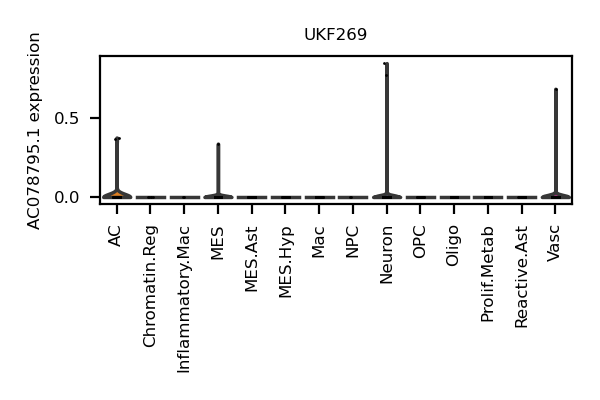 UKF269
AC078795.1 expression
0.5
0.0
AC
Chromatin.Reg
Inflammatory.Mac
MES
MES.Ast
MES.Hyp
Mac
NPC
Neuron
OPC
Oligo
Prolif.Metab
Reactive.Ast
Vasc